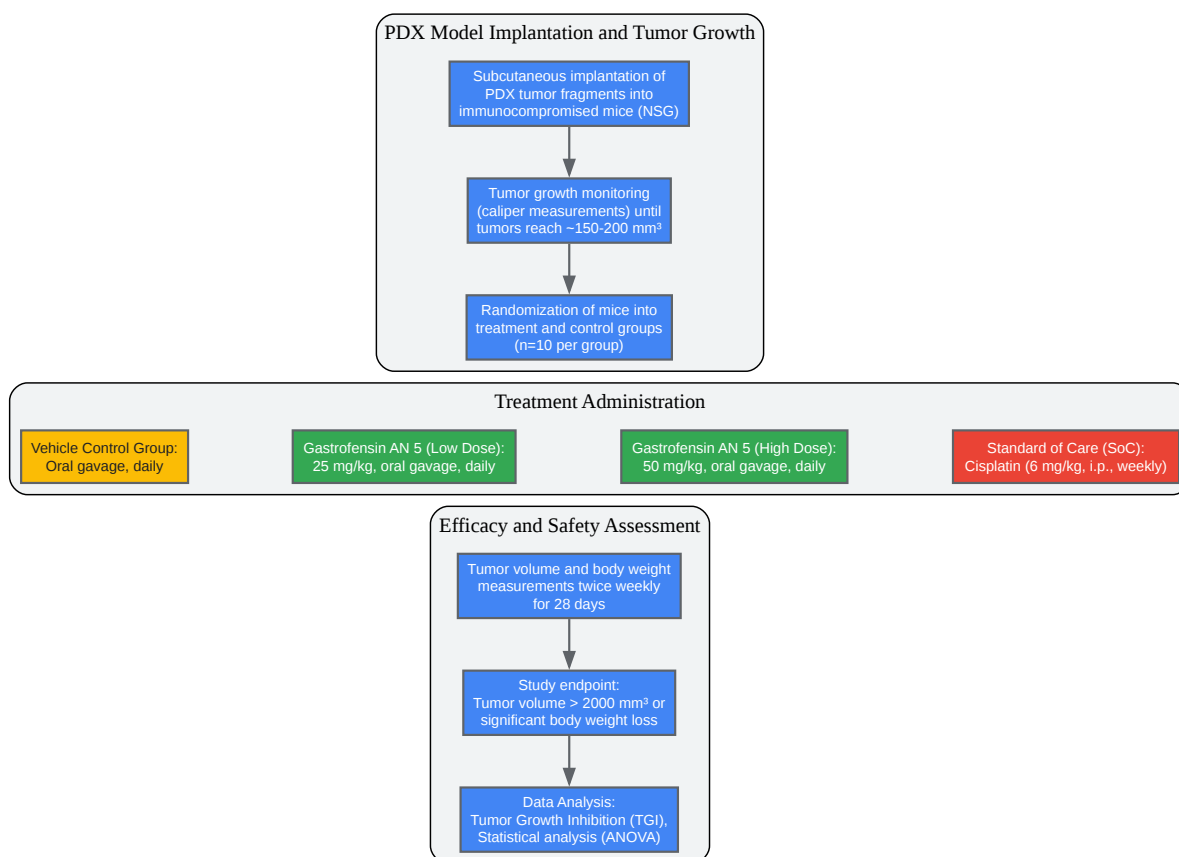 PDX Model Implantation and Tumor Growth
Subcutaneous implantation of
PDX tumor fragments into
immunocompromised mice (NSG)
Tumor growth monitoring
(caliper measurements) until
tumors reach ~150-200 mm³
Randomization of mice into
treatment and control groups
(n=10 per group)
Treatment Administration
Vehicle Control Group:
Oral gavage, daily
Gastrofensin AN 5 (Low Dose):
25 mg/kg, oral gavage, daily
Gastrofensin AN 5 (High Dose):
50 mg/kg, oral gavage, daily
Standard of Care (SoC):
Cisplatin (6 mg/kg, i.p., weekly)
Efficacy and Safety Assessment
Tumor volume and body weight
measurements twice weekly
for 28 days
Study endpoint:
Tumor volume > 2000 mm³ or
significant body weight loss
Data Analysis:
Tumor Growth Inhibition (TGI),
Statistical analysis (ANOVA)